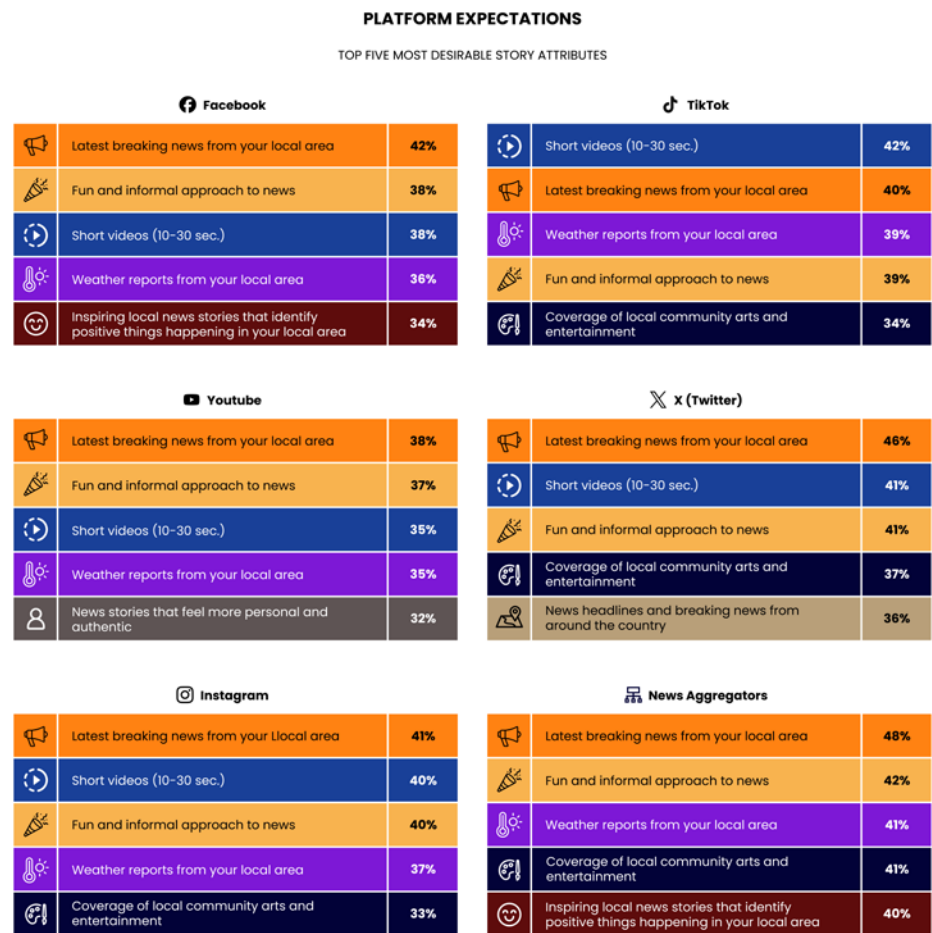 PLATFORM EXPECTATIONS
TOP FIVE MOST DESIRABLE STORY ATTRIBUTES
Facebook
Latest breaking news from your local area 42%
Fun and informal approach to news 38%
Short videos (10-30 sec.) 38%
Weather reports from your local area 36%
Inspiring local news stories that identify
positive things happening in your local area 34%
TikTok
Short videos (10-30 sec.) 42%
Latest breaking news from your local area 40%
Weather reports from your local area 39%
Fun and informal approach to news 39%
Coverage of local community arts and
entertainment 34%
Youtube
Latest breaking news from your local area 38%
Fun and informal approach to news 37%
Short videos (10-30 sec.) 35%
Weather reports from your local area 35%
News stories that feel more personal and
authentic 32%
X (Twitter)
Latest breaking news from your local area 46%
Short videos (10-30 sec.) 41%
Fun and informal approach to news 41%
Coverage of local community arts and
entertainment 37%
News headlines and breaking news from
around the country 36%
Instagram
Latest breaking news from your Llocal area 41%
Short videos (10-30 sec.) 40%
Fun and informal approach to news 40%
Weather reports from your local area 37%
Coverage of local community arts and
entertainment 33%
News Aggregators
Latest breaking news from your local area 48%
Fun and informal approach to news 42%
Weather reports from your local area 41%
Coverage of local community arts and
entertainment 41%
Inspiring local news stories that identify
positive things happening in your local area 40%